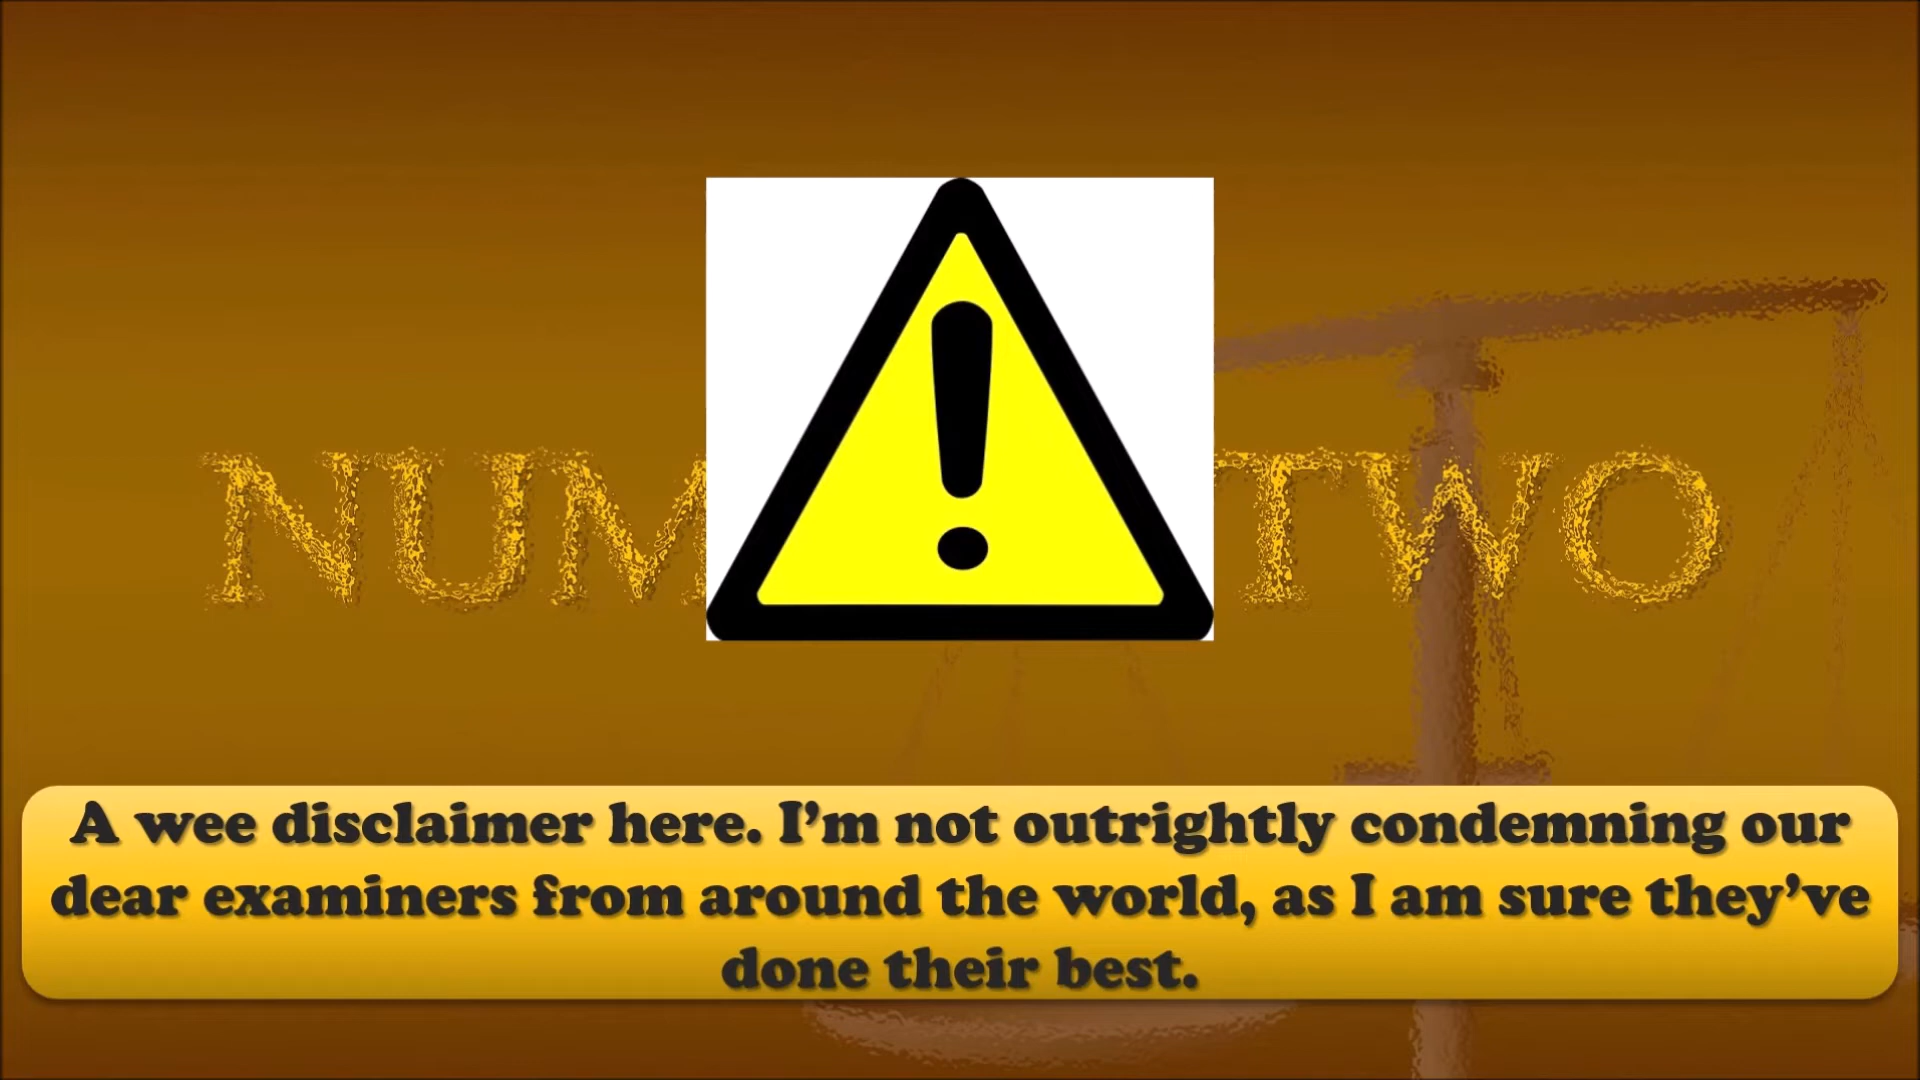 NUM TWO
A wee disclaimer here. I’m not outrightly condemning our
dear examiners from around the world, as I am sure they’ve
done their best.